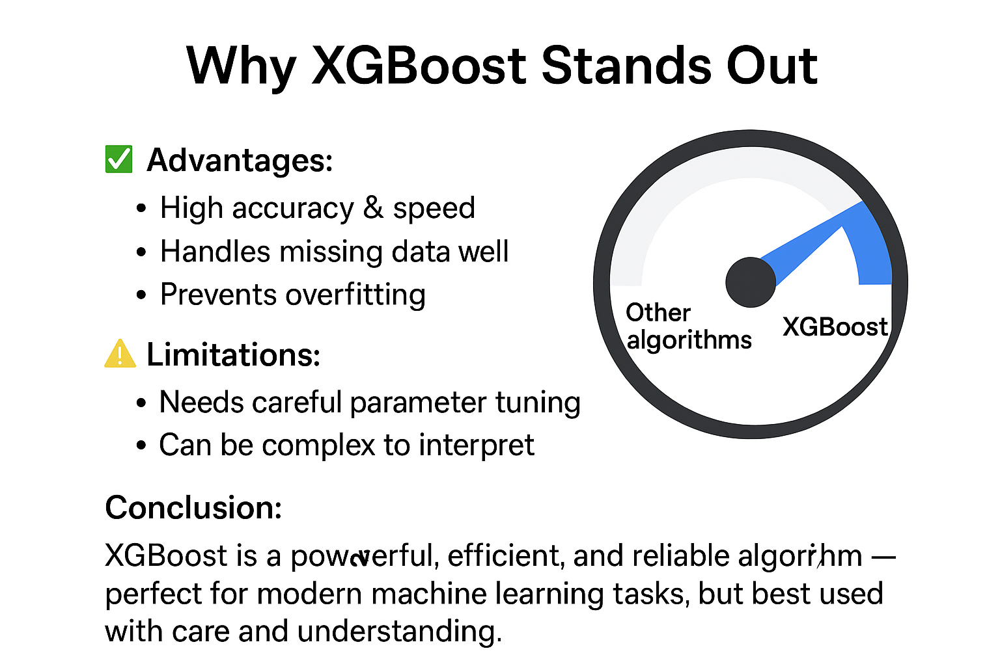 Why XGBoost Stands Out
✅ Advantages:
• High accuracy & speed
• Handles missing data well
• Prevents overfitting
⚠️ Limitations:
• Needs careful parameter tuning
• Can be complex to interpret
Other
algorithms
XGBoost
Conclusion:
XGBoost is a efficient, and reliable —
perfect for modern machine learning tasks, but best used
with care and understanding.